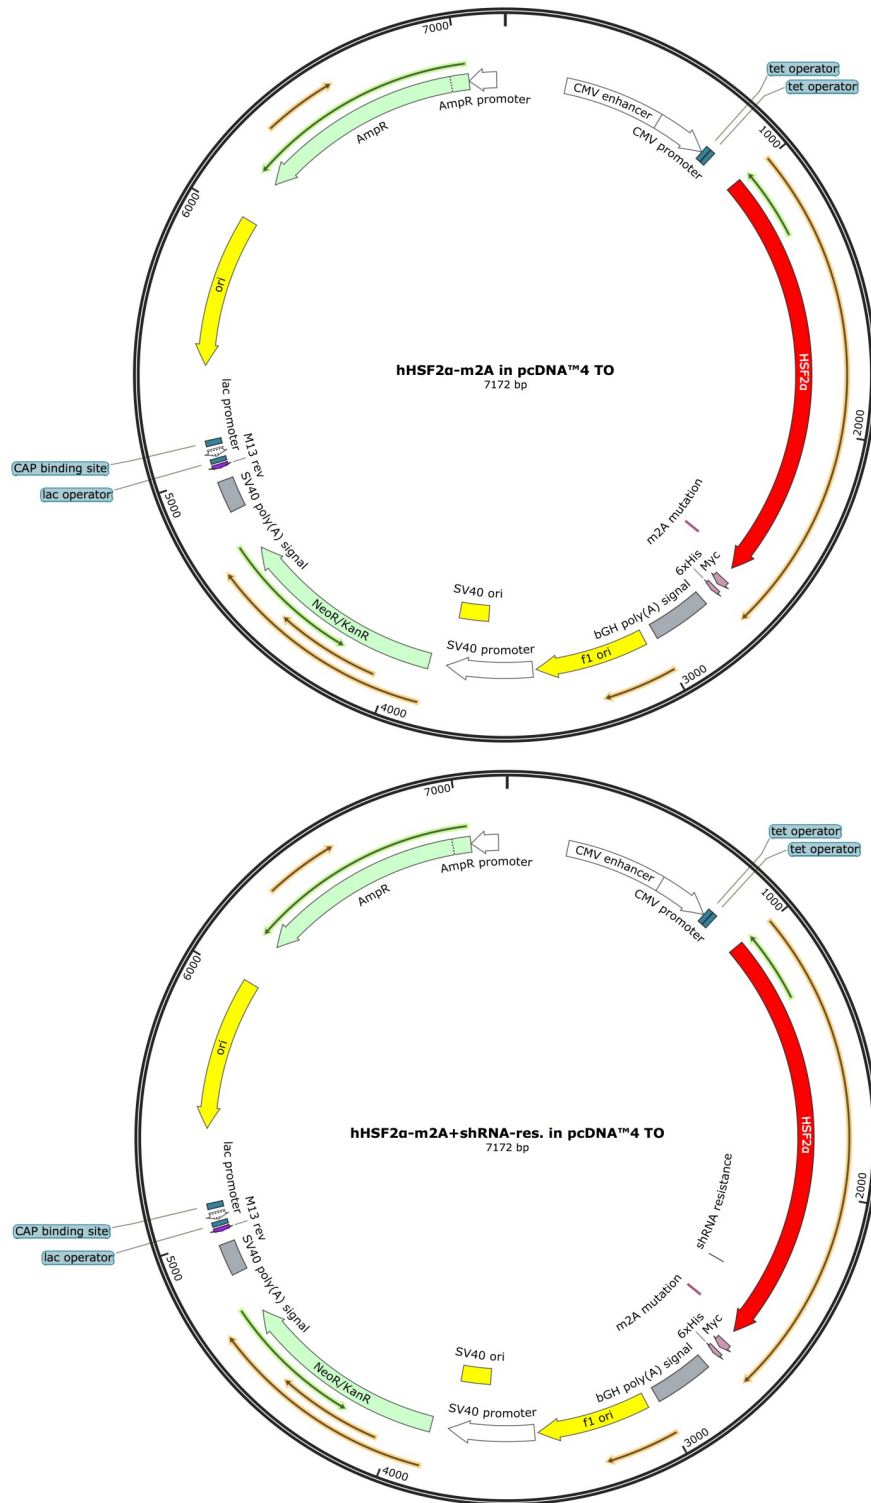 7000
tet operator
tet operator
CMV enhancer
CMV promoter
1000
AmpR promoter
AmpR
6000
ori
HSF2α
hHSF2α-m2A in pcDNA™4 TO
7172 bp
2000
lac promoter
M13 rev
CAP binding site
lac operator
SV40 poly(A) signal
5000
m2A mutation
6xHis
Myc
bGH poly(A) signal
SV40 ori
NeoR/KanR
SV40 promoter
f1 ori
3000
4000
7000
tet operator
tet operator
CMV enhancer
CMV promoter
1000
AmpR promoter
AmpR
6000
ori
HSF2α
hHSF2α-m2A+shRNA-res. in pcDNA™4 TO
7172 bp
2000
lac promoter
M13 rev
shRNA resistance
CAP binding site
lac operator
SV40 poly(A) signal
5000
m2A mutation
6xHis
Myc
bGH poly(A) signal
SV40 ori
NeoR/KanR
SV40 promoter
f1 ori
3000
4000